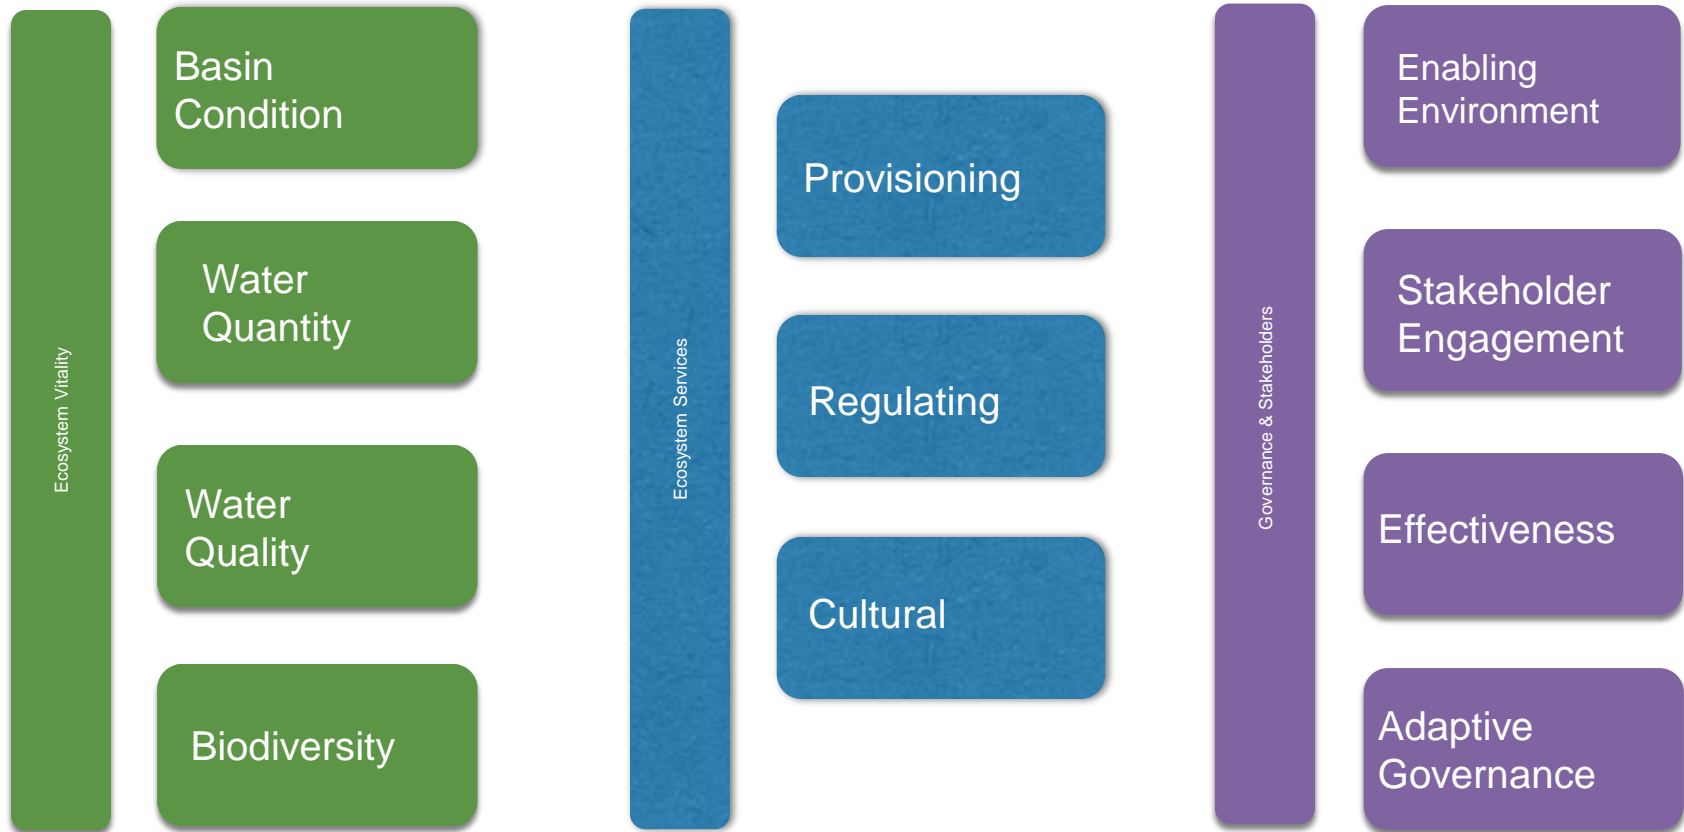 Ecosystem Vitality
Basin
Condition
Water
Quantity
Water
Quality
Biodiversity
Ecosystem Services
Provisioning
Regulating
Cultural
Governance & Stakeholders
Enabling
Environment
Stakeholder
Engagement
Effectiveness
Adaptive
Governance